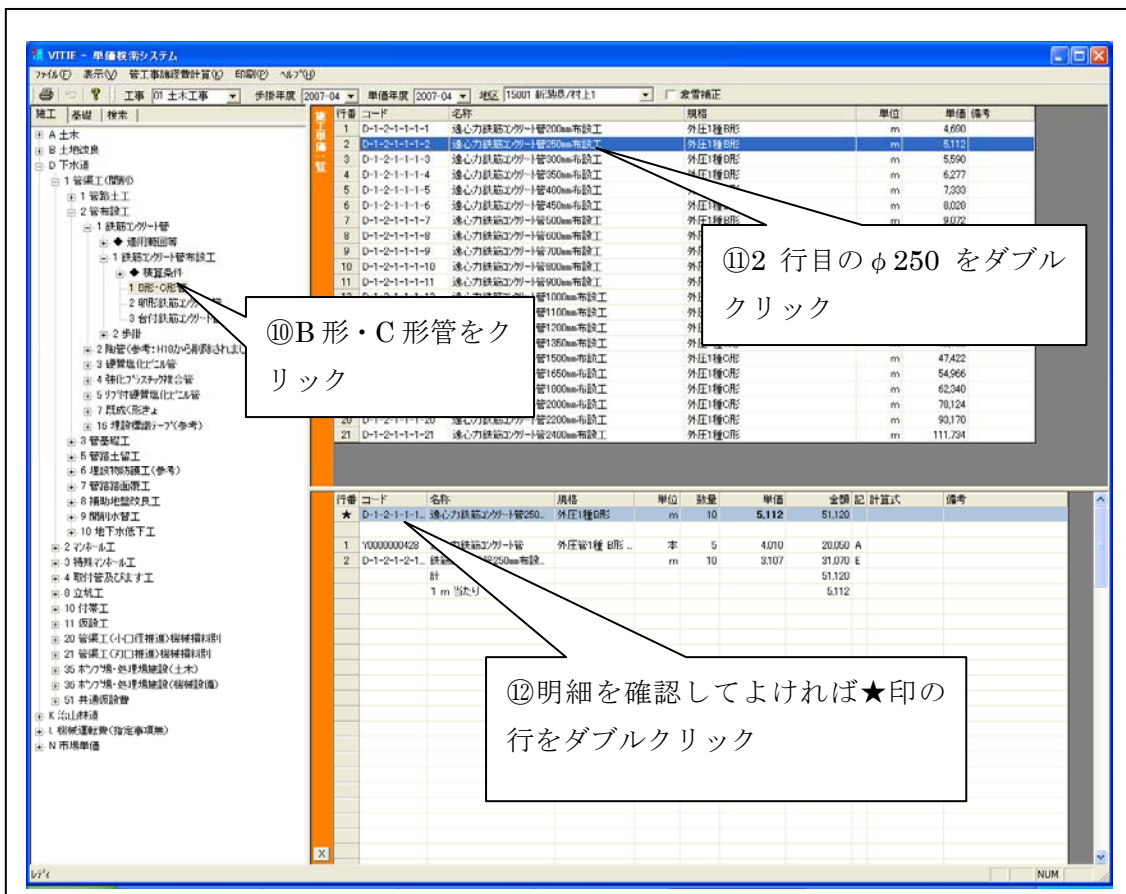 VITIE - 単価検索システム
ファイル(F) 表示(V) 管工事諸経費計算(K) 印刷(P) ヘルプ(H)
工事 01 土木工事 歩掛年度 2007-04 単価年度 2007-04 地区 15001 新潟県/村上1 豪雪補正
施工 基礎 検索
A 土木
B 土地改良
D 下水道
1 管渠工(開削)
1 管路土工
2 管布設工
1 鉄筋コンクリート管
◆ 適用範囲等
1 鉄筋コンクリート管布設工
◆ 積算条件
1 B形・C形管
2 卵形鉄筋コンクリート管
3 台付鉄筋コンクリート管
2 歩掛
2 陶管(参考:H10から削除されまし
3 硬質塩化ビニル管
4 強化プラスチック複合管
5 リブ付硬質塩化ビニル管
7 既成く形きょ
16 埋設標識テープ(参考)
3 管基礎工
5 管路土留工
6 埋設物防護工(参考)
7 管路路面覆工
8 補助地盤改良工
9 開削水替工
10 地下水低下工
2 マンホール工
3 特殊マンホール工
4 取付管及びます工
8 立坑工
10 付帯工
11 仮設工
20 管渠工(小口径推進)機械損料別
21 管渠工(刃口推進)機械損料別
35 ポンプ場・処理場施設(土木)
36 ポンプ場・処理場施設(機械設備)
51 共通仮設費
K 治山林道
L 機械運転費(指定事項無)
N 市場単価
施工単価一覧
行番 コード 名称 規格 単位 単価 備考
1 D-1-2-1-1-1 遠心力鉄筋コンクリート管200mm布設工 外圧1種B形 m 4,690
2 D-1-2-1-1-2 遠心力鉄筋コンクリート管250mm布設工 外圧1種B形 m 5,112
3 D-1-2-1-1-3 遠心力鉄筋コンクリート管300mm布設工 外圧1種B形 m 5,590
4 D-1-2-1-1-4 遠心力鉄筋コンクリート管350mm布設工 外圧1種B形 m 6,277
5 D-1-2-1-1-5 遠心力鉄筋コンクリート管400mm布設工 m 7,333
6 D-1-2-1-1-6 遠心力鉄筋コンクリート管450mm布設工 m 8,028
7 D-1-2-1-1-7 遠心力鉄筋コンクリート管500mm布設工 外圧1種B形 m 9,072
8 D-1-2-1-1-8 遠心力鉄筋コンクリート管600mm布設工
9 D-1-2-1-1-9 遠心力鉄筋コンクリート管700mm布設工
10 D-1-2-1-1-10 遠心力鉄筋コンクリート管800mm布設工
11 D-1-2-1-1-11 遠心力鉄筋コンクリート管900mm布設工
管1000mm布設工
管1100mm布設工
管1200mm布設工
管1350mm布設工
管1500mm布設工 外圧1種C形 m 47,422
管1650mm布設工 外圧1種C形 m 54,966
管1800mm布設工 外圧1種C形 m 62,340
管2000mm布設工 外圧1種C形 m 78,124
20 D-1-2-1-1-20 遠心力鉄筋コンクリート管2200mm布設工 外圧1種C形 m 93,170
21 D-1-2-1-1-21 遠心力鉄筋コンクリート管2400mm布設工 外圧1種C形 m 111,734
⑪2 行目のφ250 をダブル
クリック
⑩B 形・C 形管をク
リック
行番 コード 名称 規格 単位 数量 単価 金額 記 計算式 備考
★ D-1-2-1-1-1... 遠心力鉄筋コンクリート管250... 外圧1種B形 m 10 5,112 51,120
1 Y0000000428 コンクリート管 外圧管1種 B形 ... 本 5 4,010 20,050 A
2 D-1-2-1-2-1... 管250mm布設... m 10 3,107 31,070 E
計 51,120
1 m 当たり 5,112
⑫明細を確認してよければ★印の
行をダブルクリック
X
レディ NUM